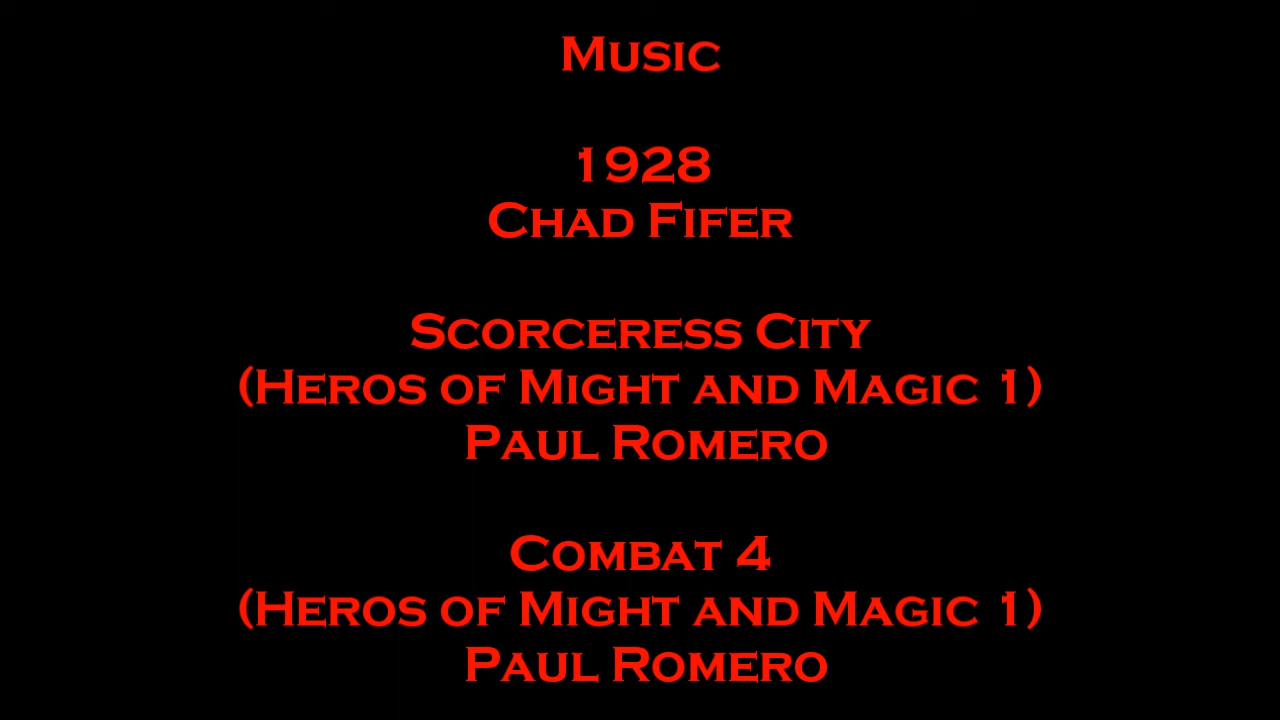 Music
1928
Chad Fifer
Scorceress City
(Heros of Might and Magic 1)
Paul Romero
Combat 4
(Heros of Might and Magic 1)
Paul Romero